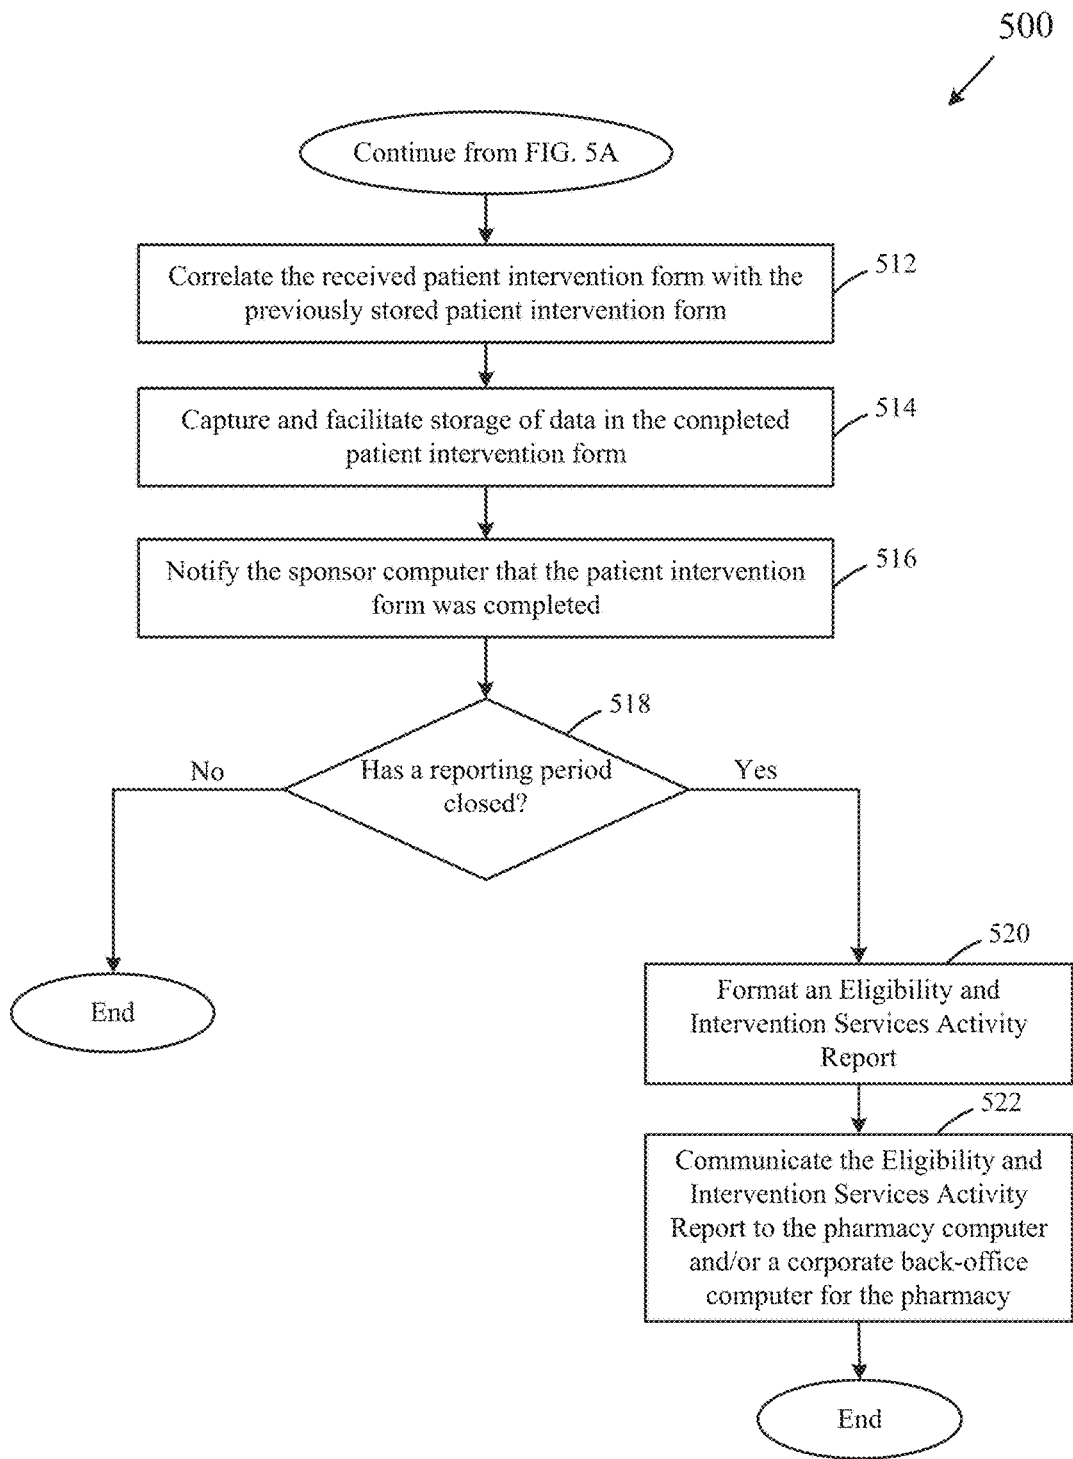 500
Continue from FIG. 5A
Correlate the received patient intervention form with the
previously stored patient intervention form
512
Capture and facilitate storage of data in the completed
patient intervention form
514
Notify the sponsor computer that the patient intervention
form was completed
516
518
Has a reporting period
closed?
No
Yes
End
520
Format an Eligibility and
Intervention Services Activity
Report
522
Communicate the Eligibility and
Intervention Services Activity
Report to the pharmacy computer
and/or a corporate back-office
computer for the pharmacy
End